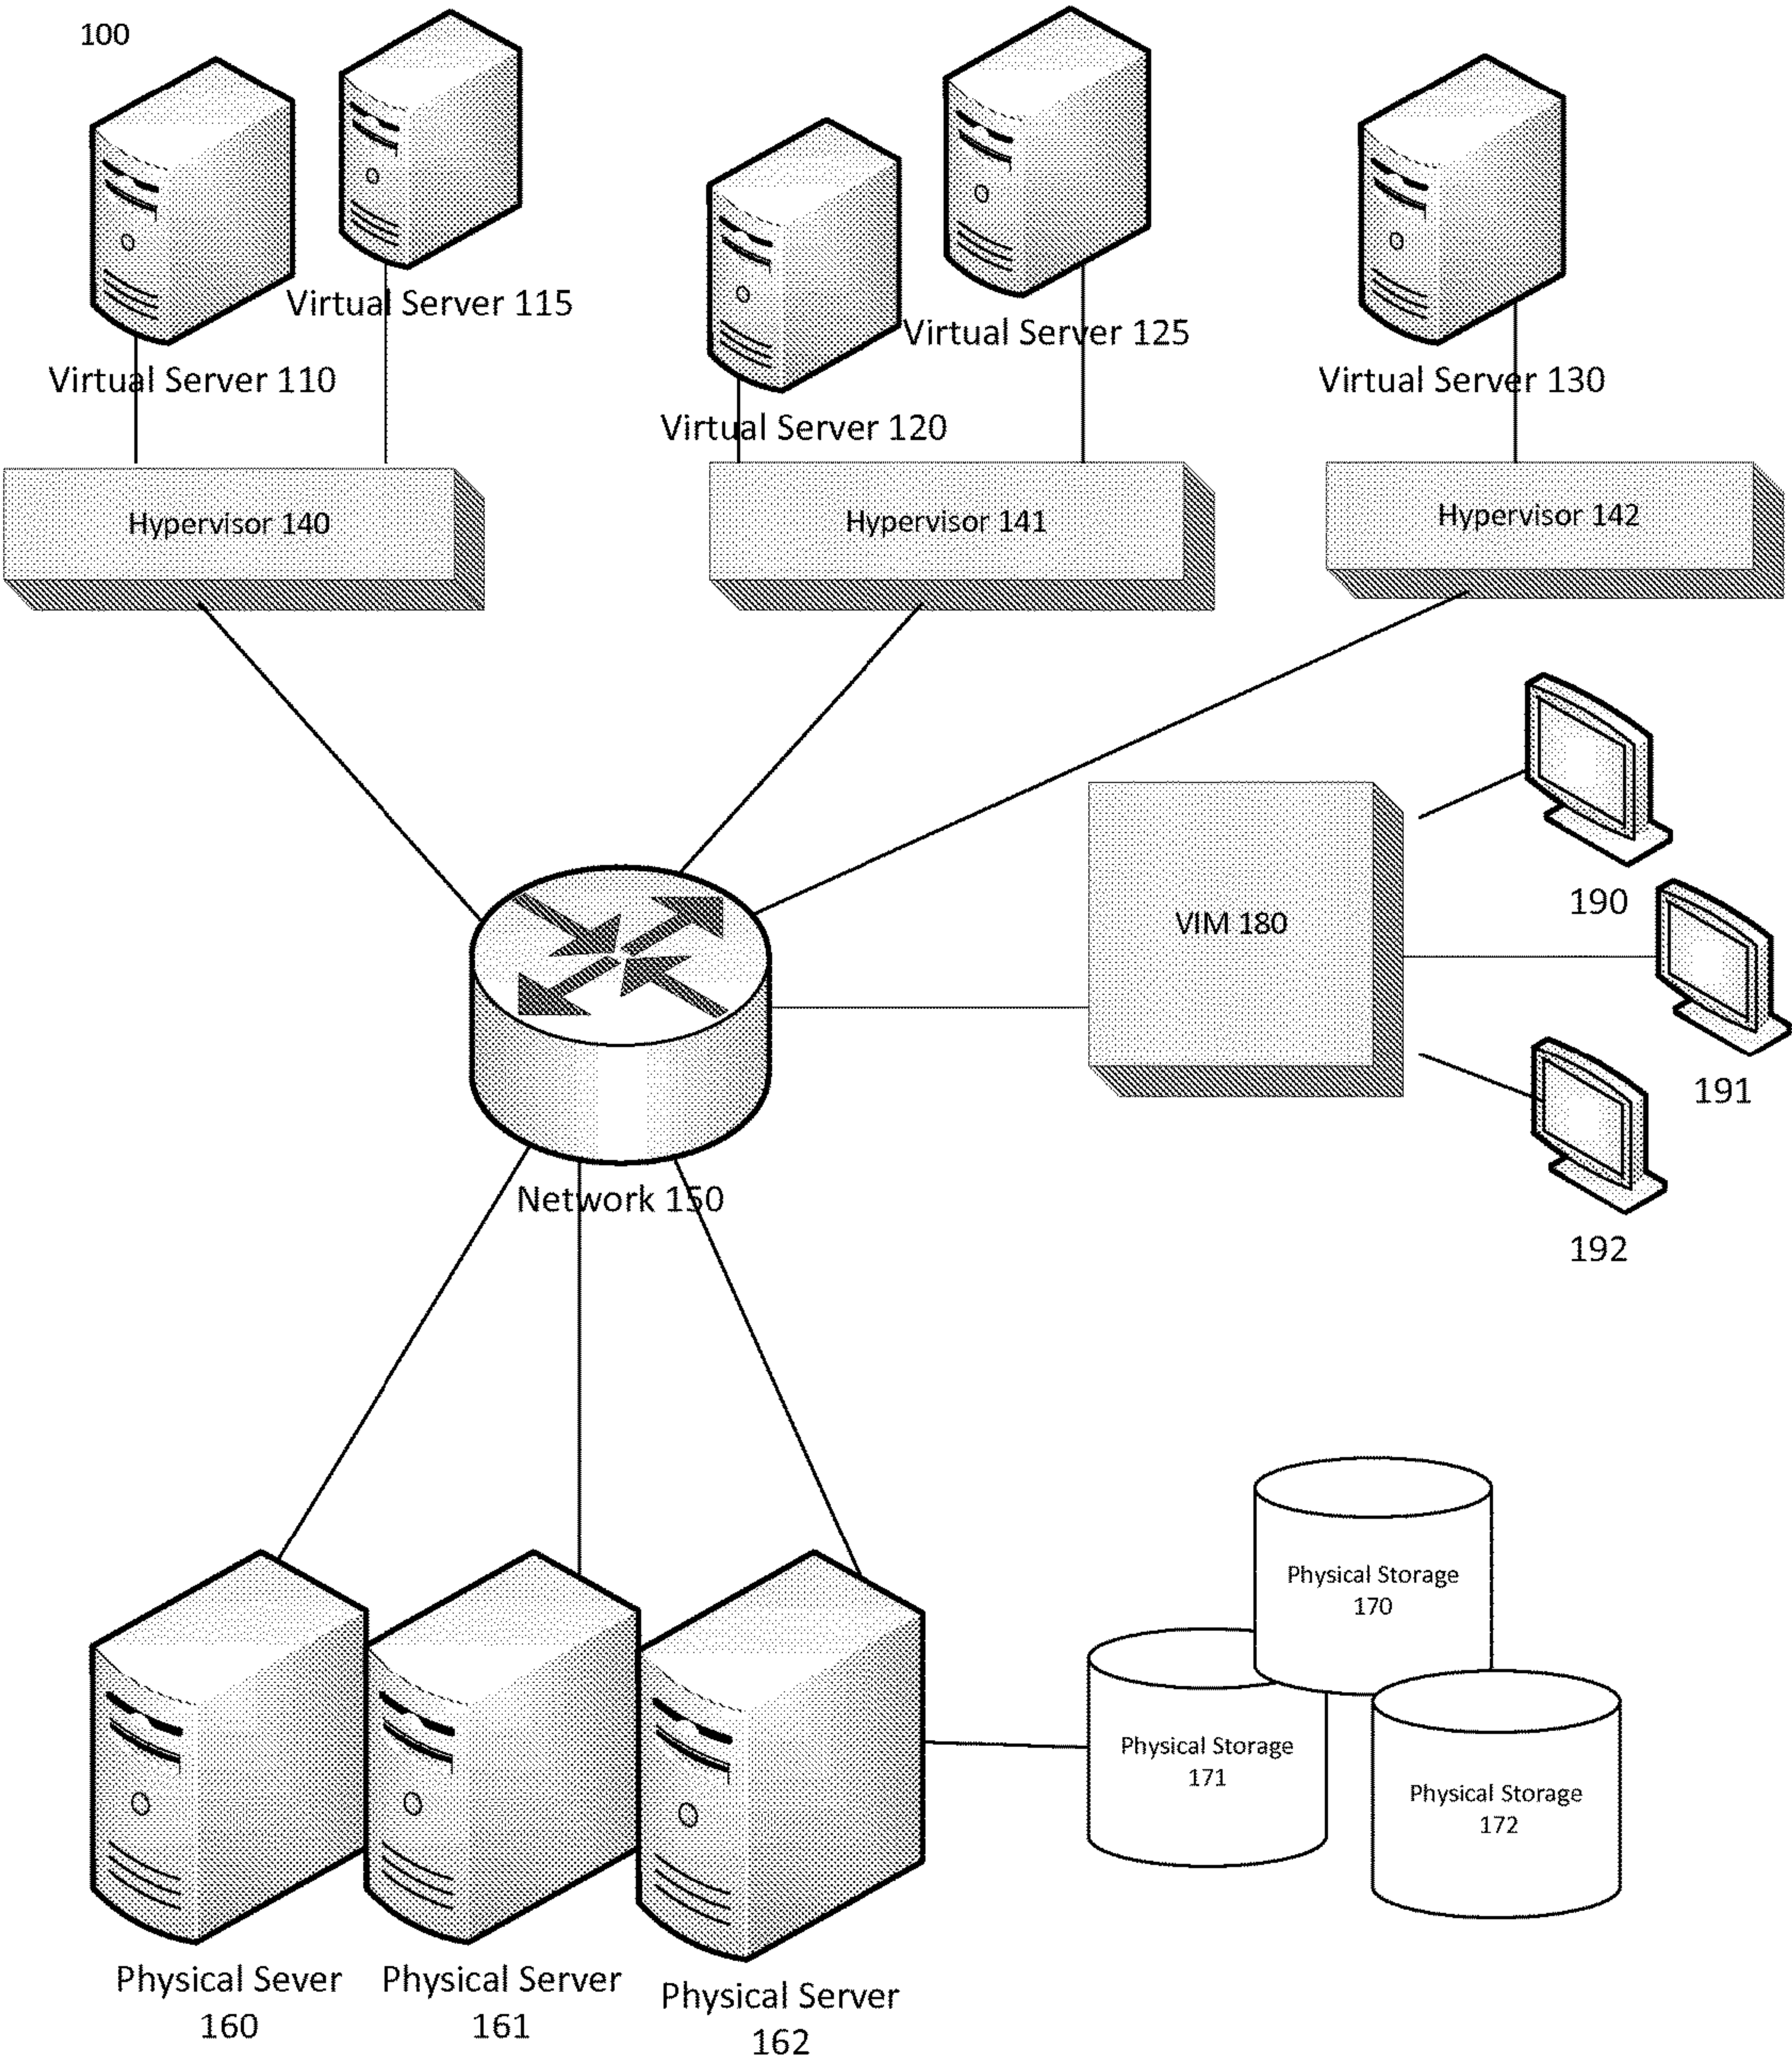 100
Virtual Server 115
Virtual Server 125
Virtual Server 110
Virtual Server 130
Virtual Server 120
Hypervisor 140
Hypervisor 141
Hypervisor 142
190
VIM 180
191
Network 150
192
Physical Storage
170
Physical Storage
171
Physical Storage
172
Physical Sever
160
Physical Server
161
Physical Server
162